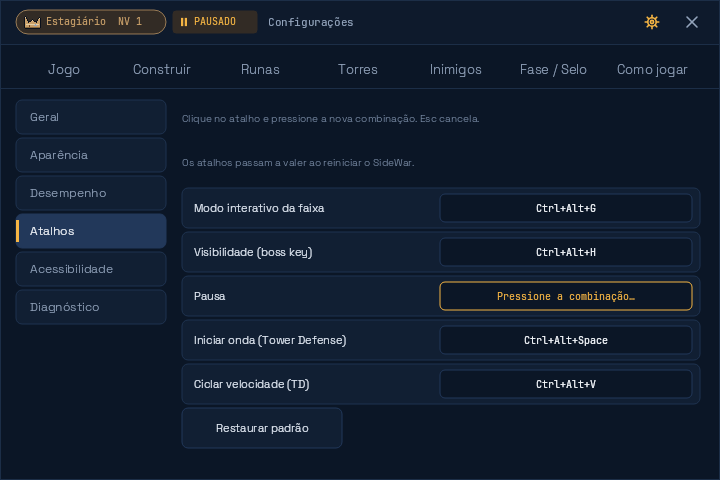 Estagiário NV 1 PAUSADO Configurações
Jogo Construir Runas Torres Inimigos Fase / Selo Como jogar
Geral
Aparência
Desempenho
Atalhos
Acessibilidade
Diagnóstico
Clique no atalho e pressione a nova combinação. Esc cancela.
Os atalhos passam a valer ao reiniciar o SideWar.
Modo interativo da faixa Ctrl+Alt+G
Visibilidade (boss key) Ctrl+Alt+H
Pausa Pressione a combinação…
Iniciar onda (Tower Defense) Ctrl+Alt+Space
Ciclar velocidade (TD) Ctrl+Alt+V
Restaurar padrão